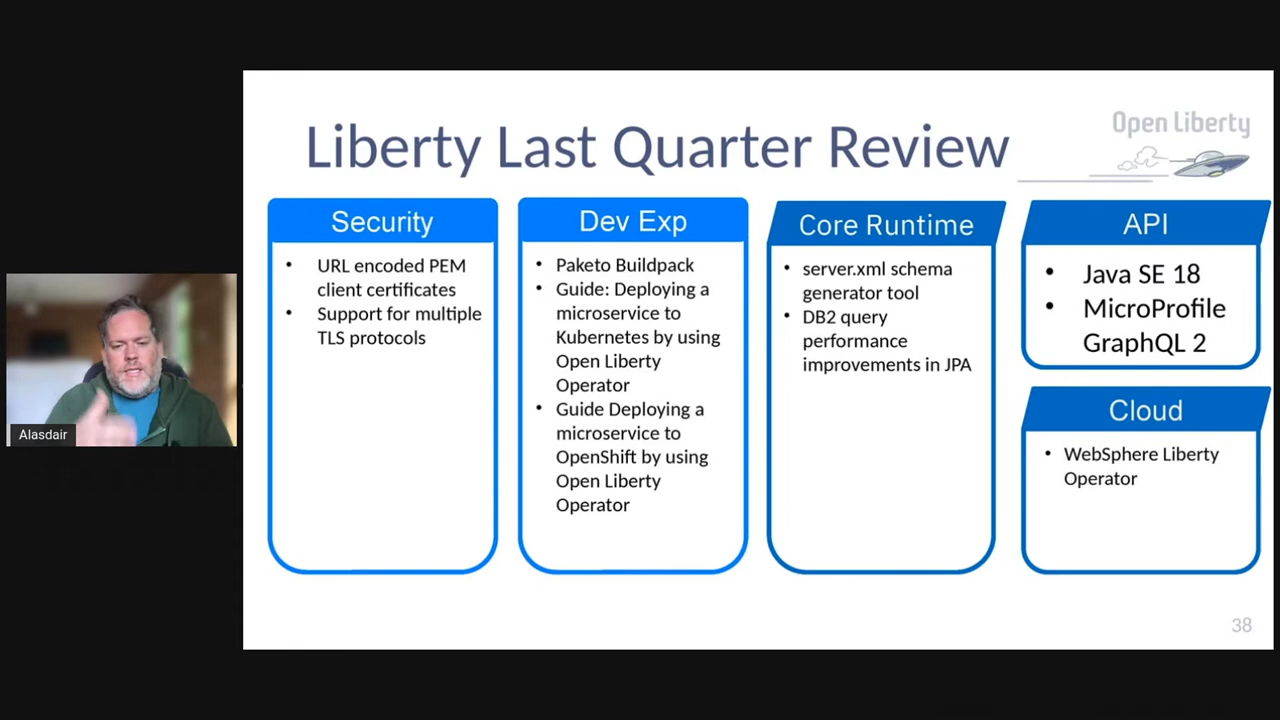 Liberty Last Quarter Review
Open Liberty
Security
• URL encoded PEM
client certificates
• Support for multiple
TLS protocols
Dev Exp
• Paketo Buildpack
• Guide: Deploying a
microservice to
Kubernetes by using
Open Liberty
Operator
• Guide Deploying a
microservice to
OpenShift by using
Open Liberty
Operator
Core Runtime
• server.xml schema
generator tool
• DB2 query
performance
improvements in JPA
API
• Java SE 18
• MicroProfile
GraphQL 2
Cloud
• WebSphere Liberty
Operator
Alasdair
38